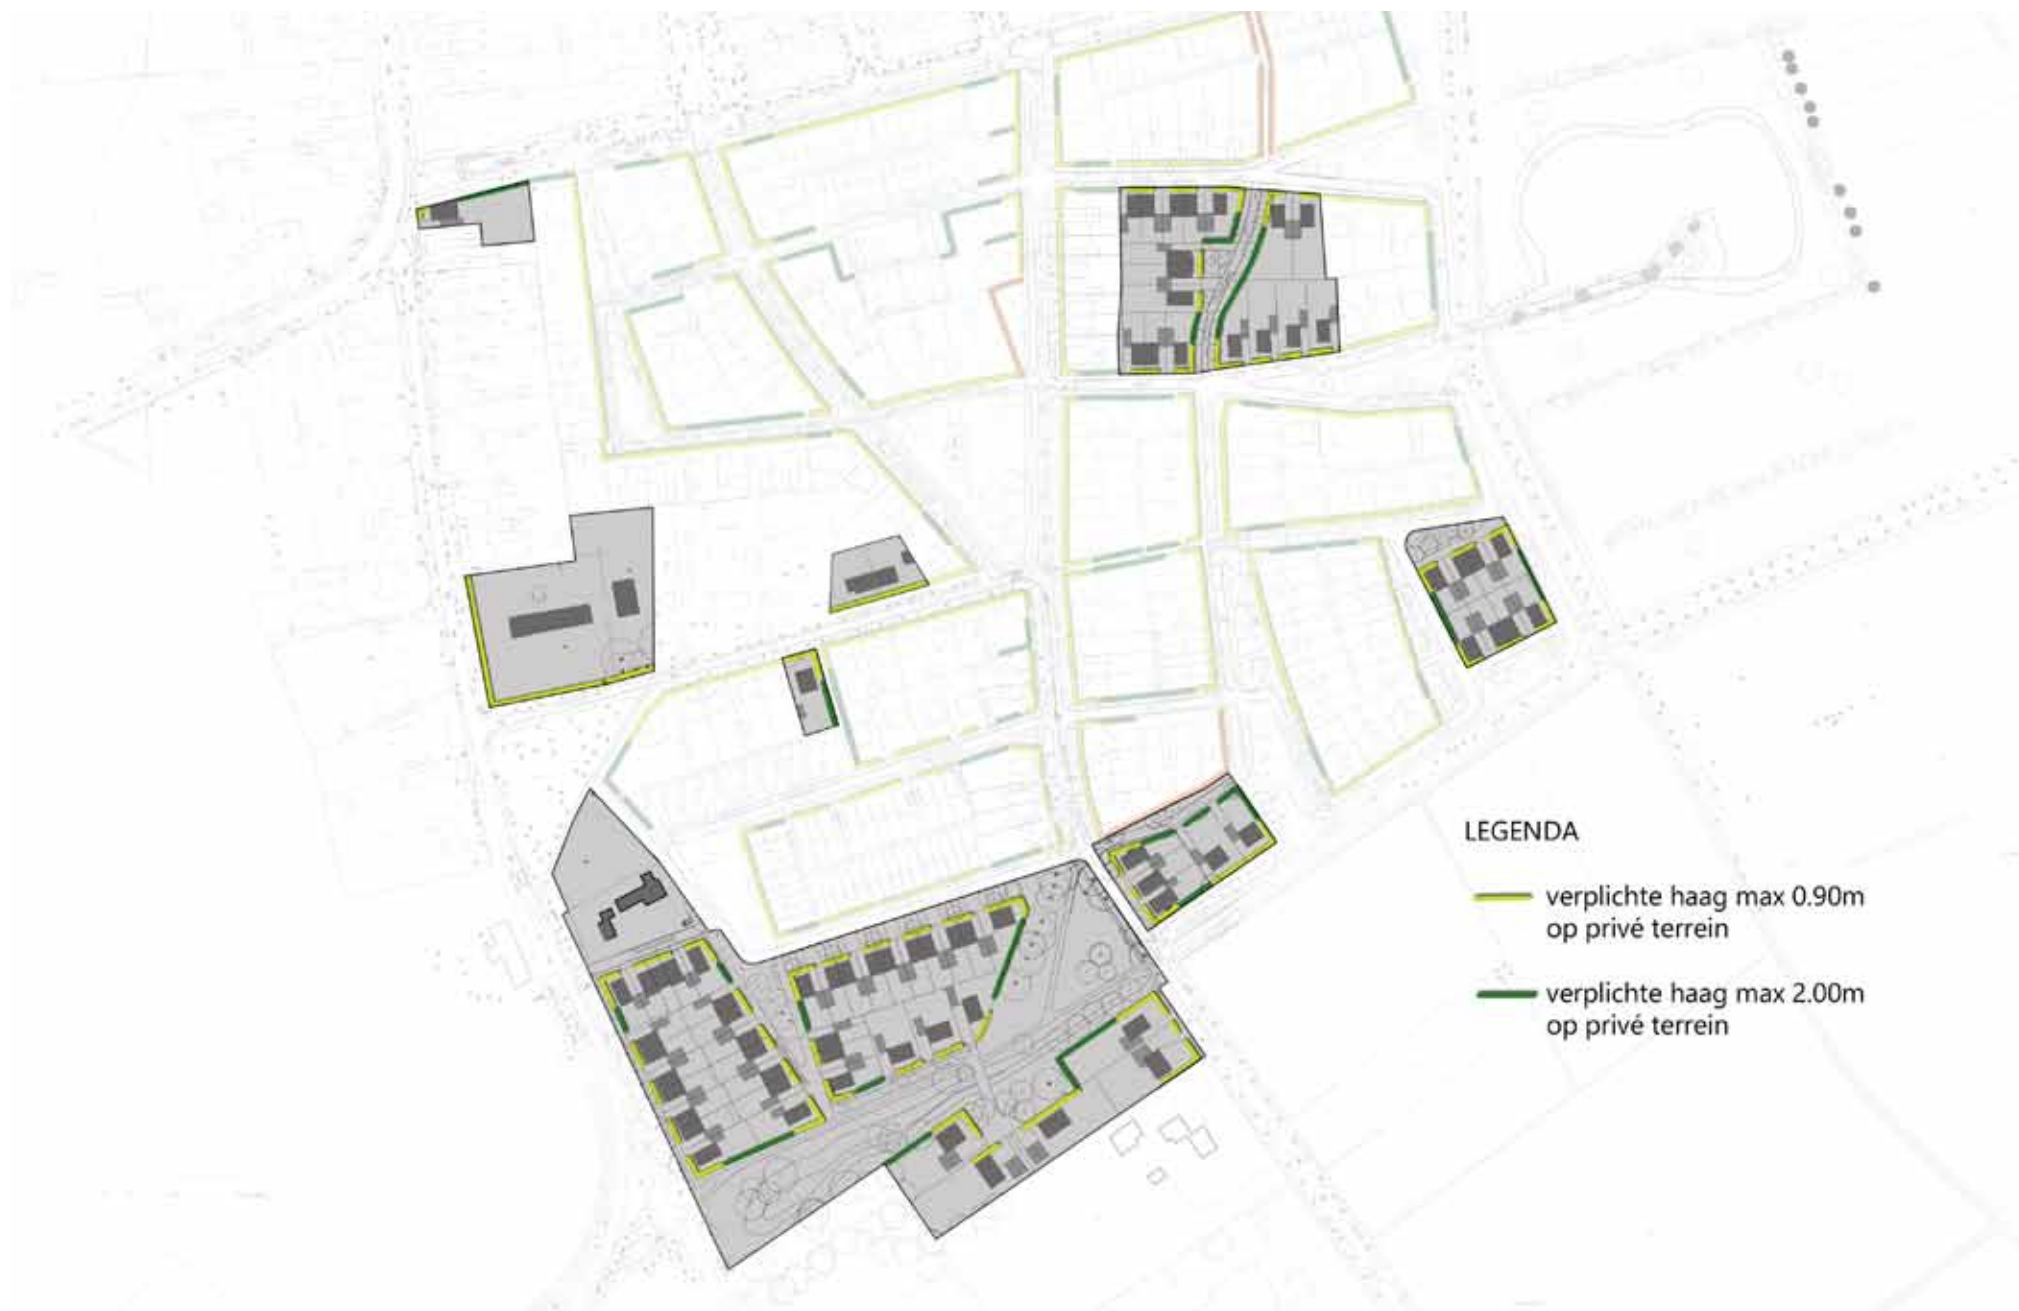 LEGENDA
verplichte haag max 0.90m
op privé terrein
verplichte haag max 2.00m
op privé terrein